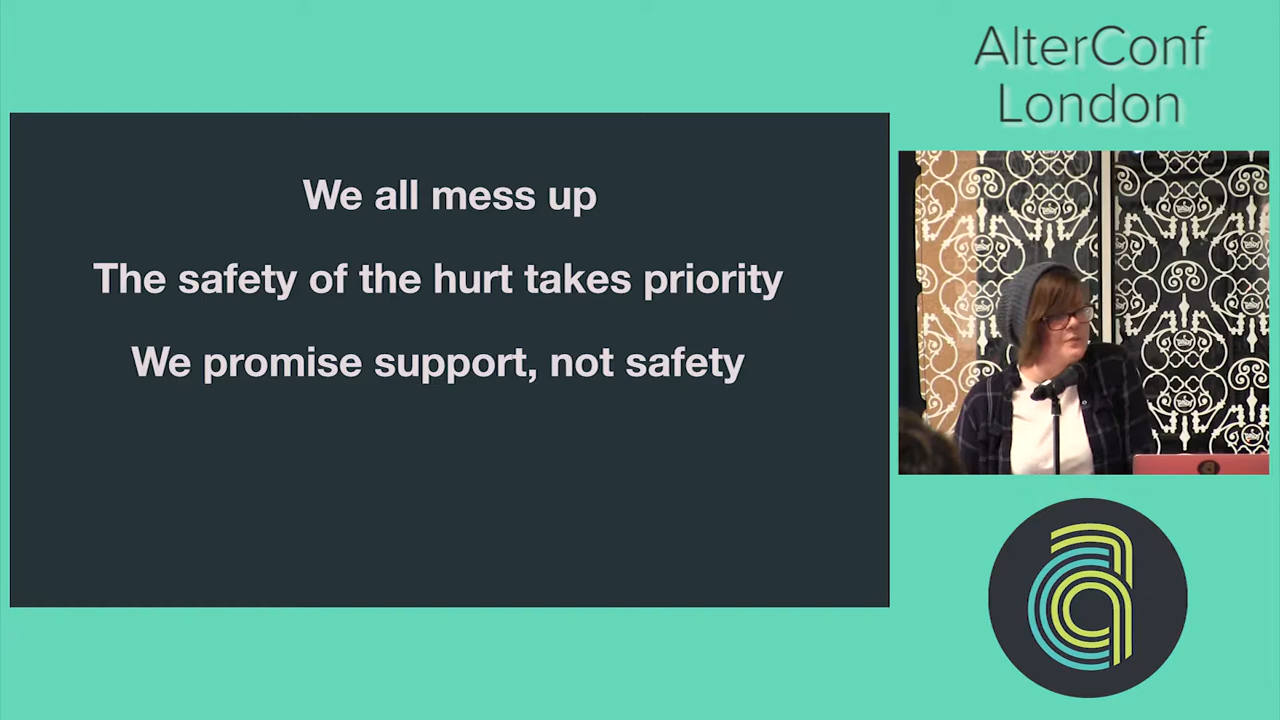 AlterConf
London
We all mess up
The safety of the hurt takes priority
We promise support, not safety